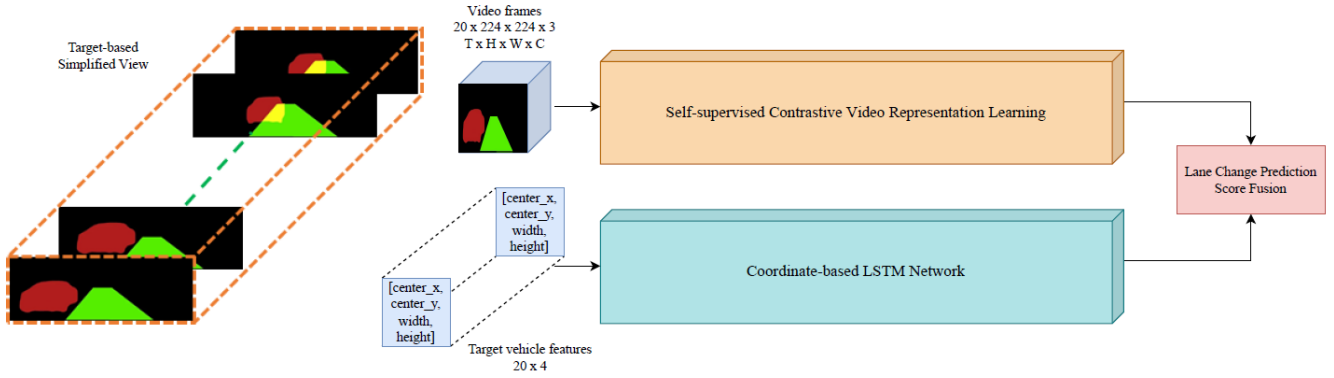 Target-based
Simplified View
Video frames
20 x 224 x 224 x 3
T x H x W x C
Self-supervised Contrastive Video Representation Learning
Lane Change Prediction
Score Fusion
[center_x,
center_y,
width,
height]
[center_x,
center_y,
width,
height]
Coordinate-based LSTM Network
Target vehicle features
20 x 4